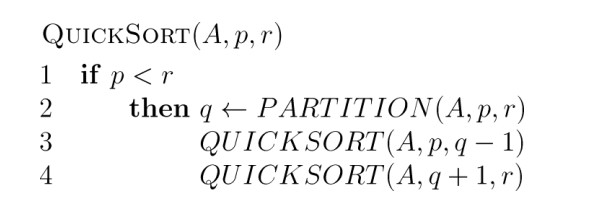 QUICKSORT(A, p, r)
1 if p < r
2 then q ← PARTITION(A, p, r)
3 QUICKSORT(A, p, q − 1)
4 QUICKSORT(A, q + 1, r)